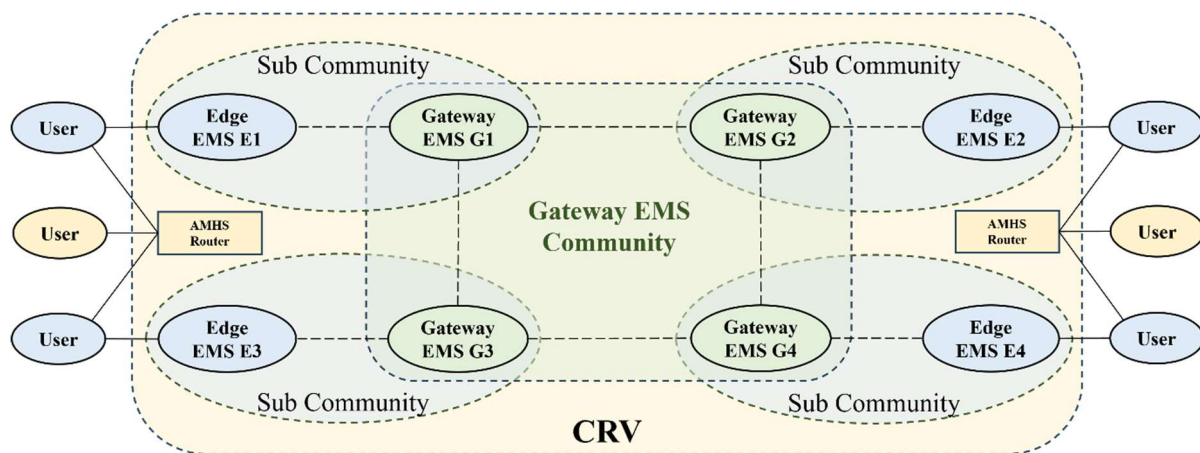 Sub Community
Sub Community
User
Edge
EMS E1
Gateway
EMS G1
Gateway
EMS G2
Edge
EMS E2
User
User
AMHS
Router
Gateway EMS
Community
AMHS
Router
User
User
Edge
EMS E3
Gateway
EMS G3
Gateway
EMS G4
Edge
EMS E4
User
Sub Community
Sub Community
CRV